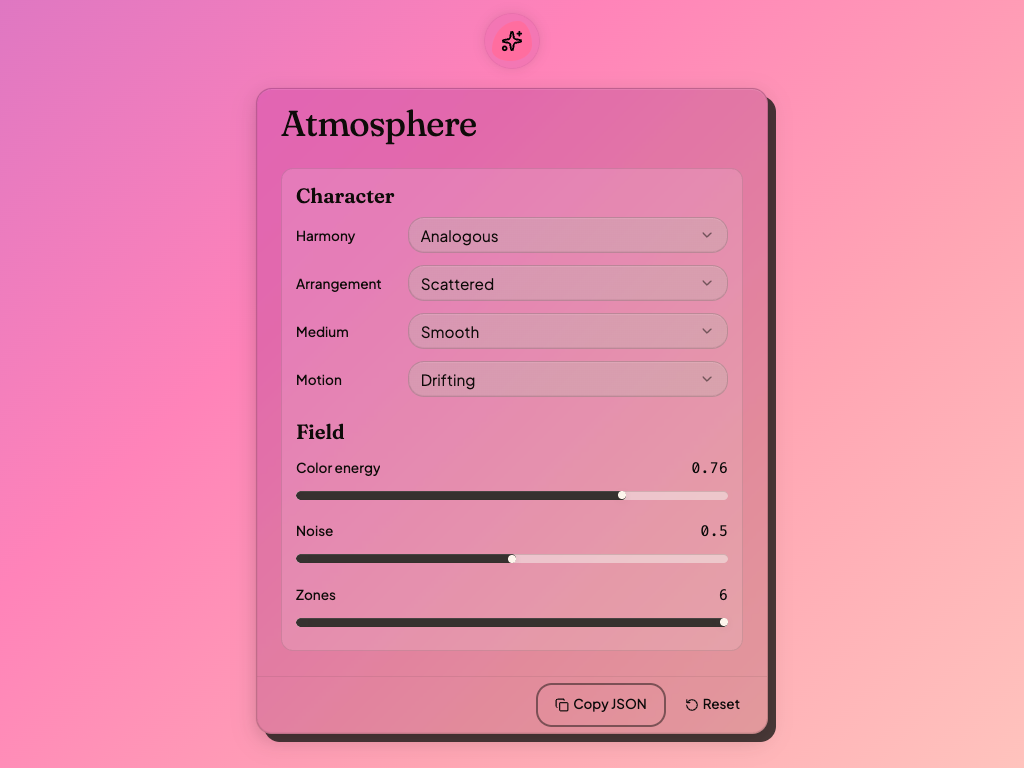 Atmosphere
Character
Harmony Analogous
Arrangement Scattered
Medium Smooth
Motion Drifting
Field
Color energy 0.76
Noise 0.5
Zones 6
Copy JSON Reset